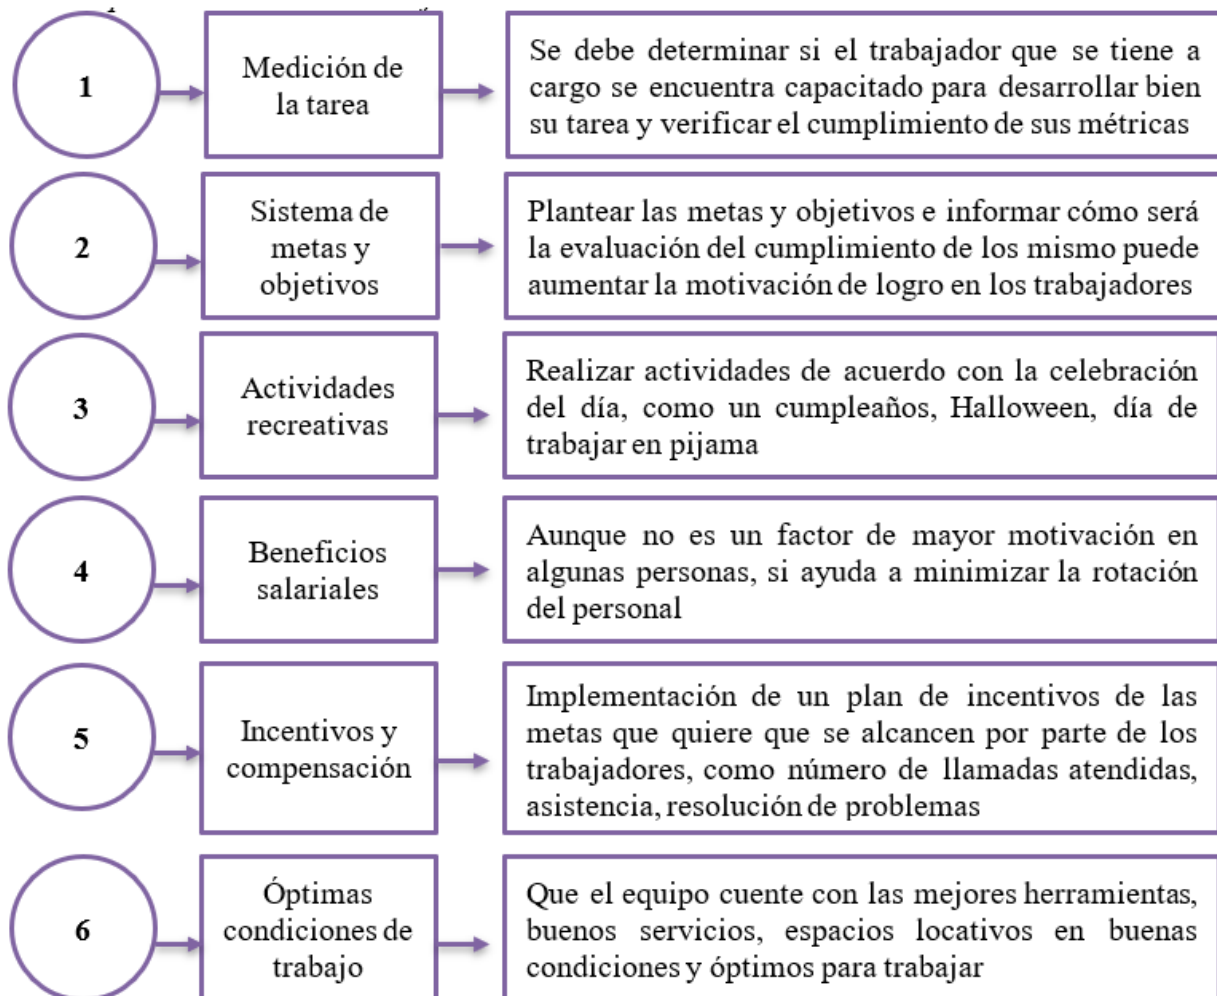 1
Medición de
la tarea
Se debe determinar si el trabajador que se tiene a
cargo se encuentra capacitado para desarrollar bien
su tarea y verificar el cumplimiento de sus métricas
2
Sistema de
metas y
objetivos
Plantear las metas y objetivos e informar cómo será
la evaluación del cumplimiento de los mismo puede
aumentar la motivación de logro en los trabajadores
3
Actividades
recreativas
Realizar actividades de acuerdo con la celebración
del día, como un cumpleaños, Halloween, día de
trabajar en pijama
4
Beneficios
salariales
Aunque no es un factor de mayor motivación en
algunas personas, si ayuda a minimizar la rotación
del personal
5
Incentivos y
compensación
Implementación de un plan de incentivos de las
metas que quiere que se alcancen por parte de los
trabajadores, como número de llamadas atendidas,
asistencia, resolución de problemas
6
Óptimas
condiciones de
trabajo
Que el equipo cuente con las mejores herramientas,
buenos servicios, espacios locativos en buenas
condiciones y óptimos para trabajar